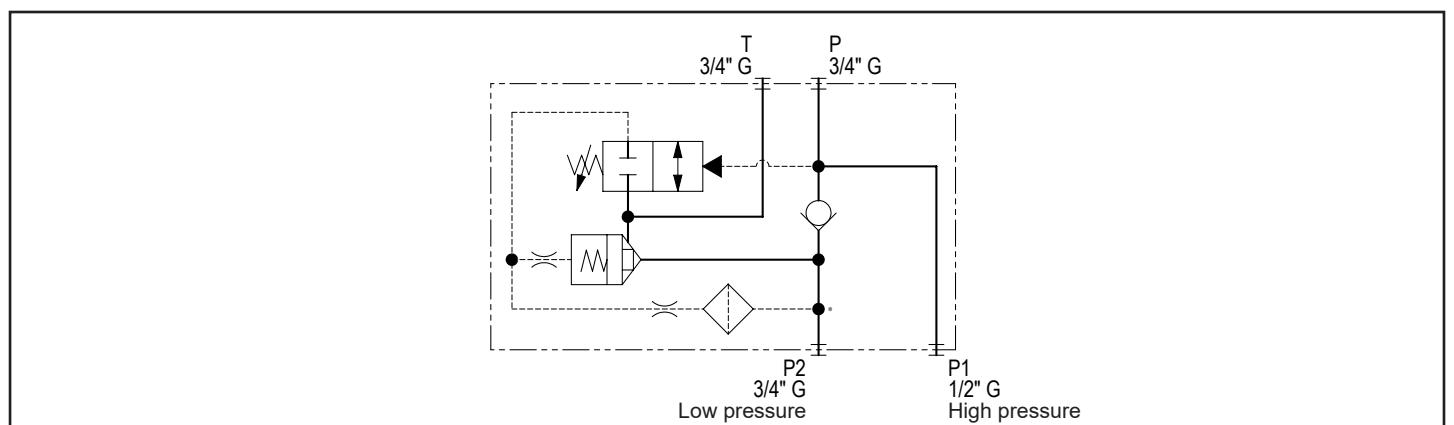 T
3/4" G
P
3/4" G
P2
3/4" G
Low pressure
P1
1/2" G
High pressure